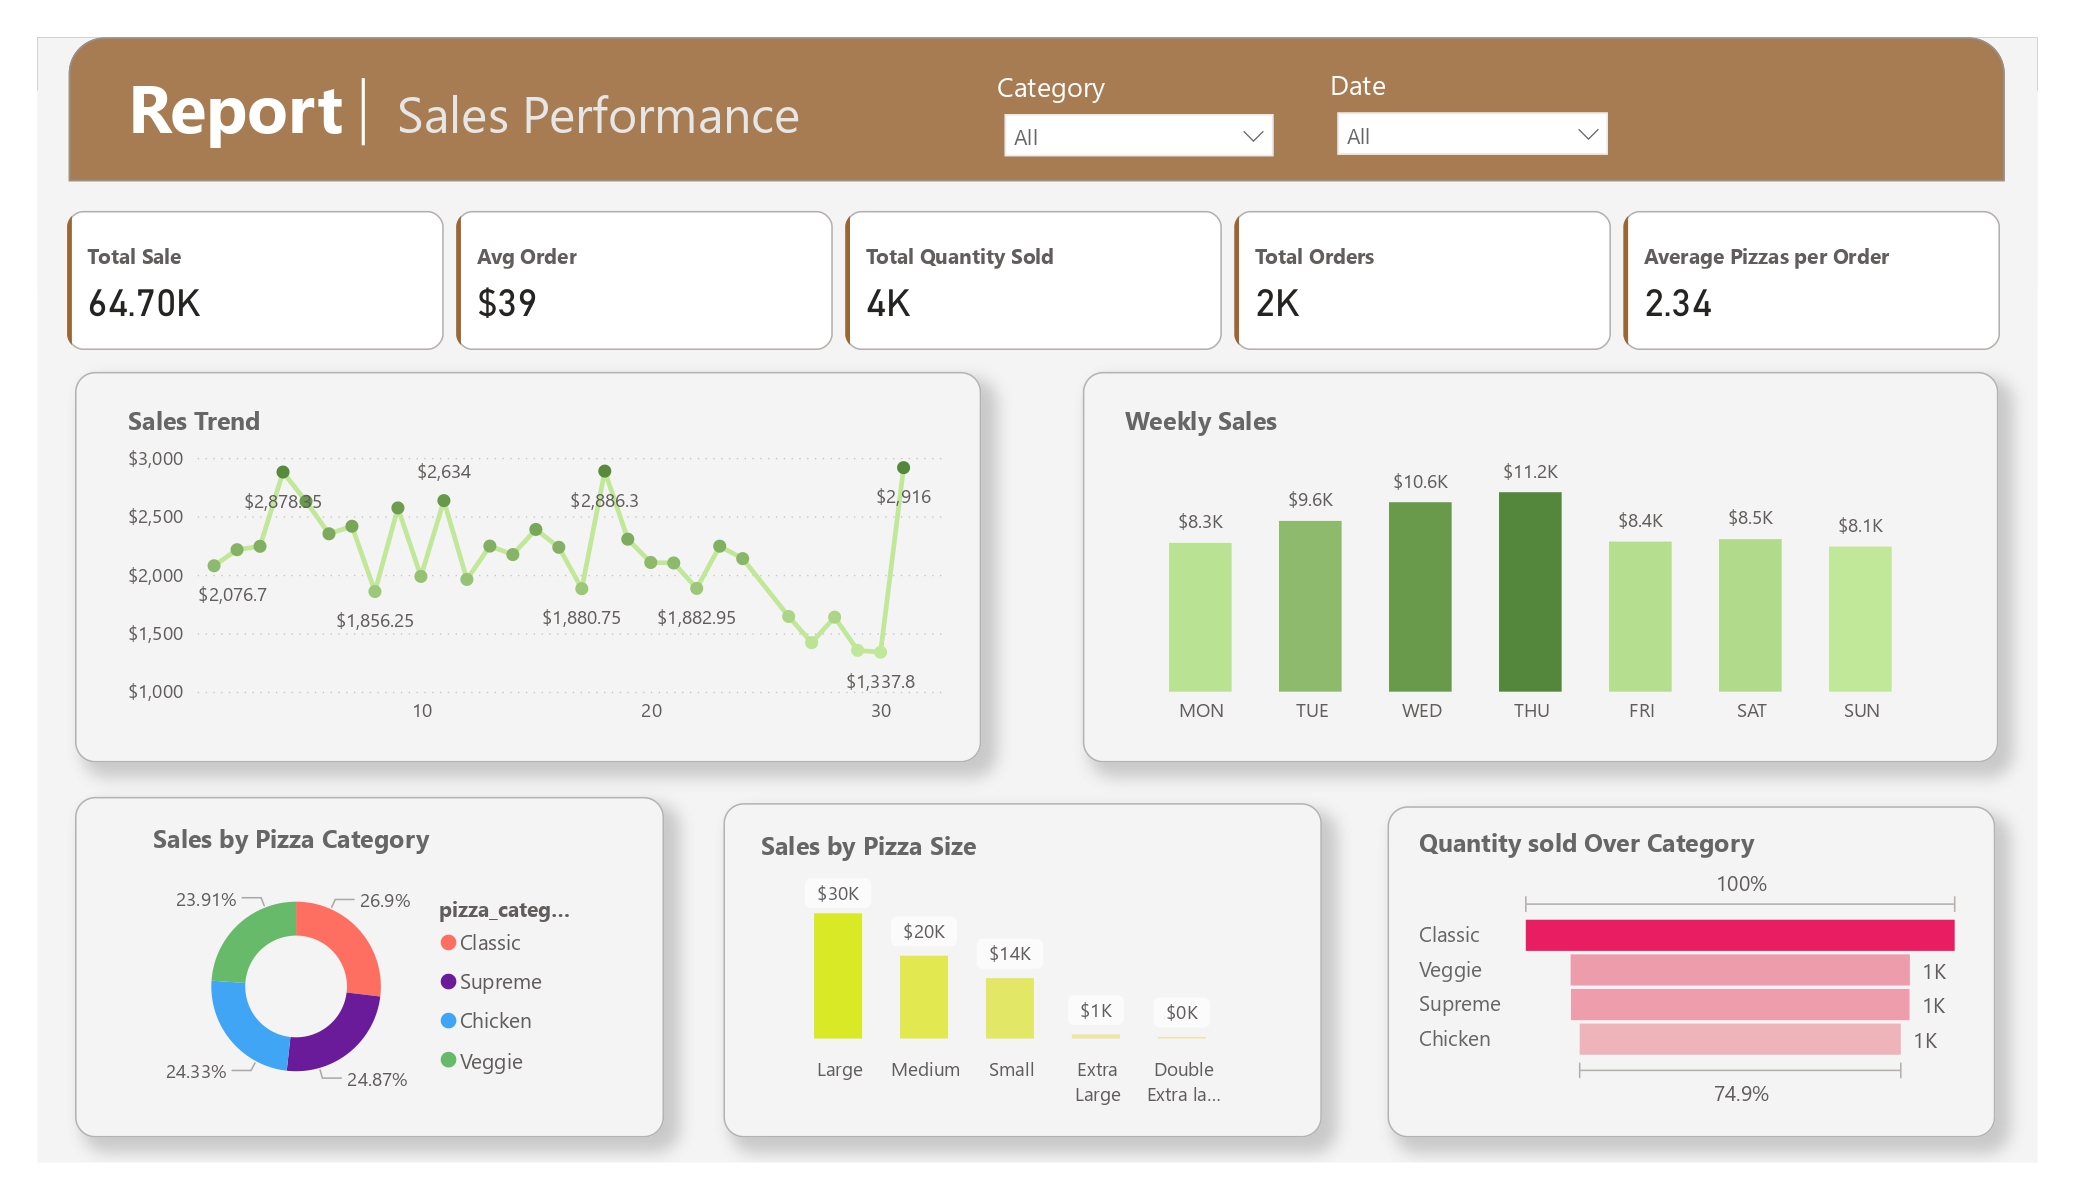 Report
Sales Performance
Category
All
Date
All
Total Sale
64.70K
Avg Order
$39
Total Quantity Sold
4K
Total Orders
2K
Average Pizzas per Order
2.34
Sales Trend
$3,000
$2,500
$2,000
$1,500
$1,000
$2,076.7
$2,878.35
$1,856.25
$2,634
$1,880.75
$2,886.3
$1,882.95
$1,337.8
$2,916
10
20
30
Weekly Sales
$8.3K
$9.6K
$10.6K
$11.2K
$8.4K
$8.5K
$8.1K
MON
TUE
WED
THU
FRI
SAT
SUN
Sales by Pizza Category
23.91%
26.9%
24.33%
24.87%
pizza_categ...
Classic
Supreme
Chicken
Veggie
Sales by Pizza Size
$30K
$20K
$14K
$1K
$0K
Large
Medium
Small
Extra
Large
Double
Extra la...
Quantity sold Over Category
100%
Classic
Veggie
1K
Supreme
1K
Chicken
1K
74.9%